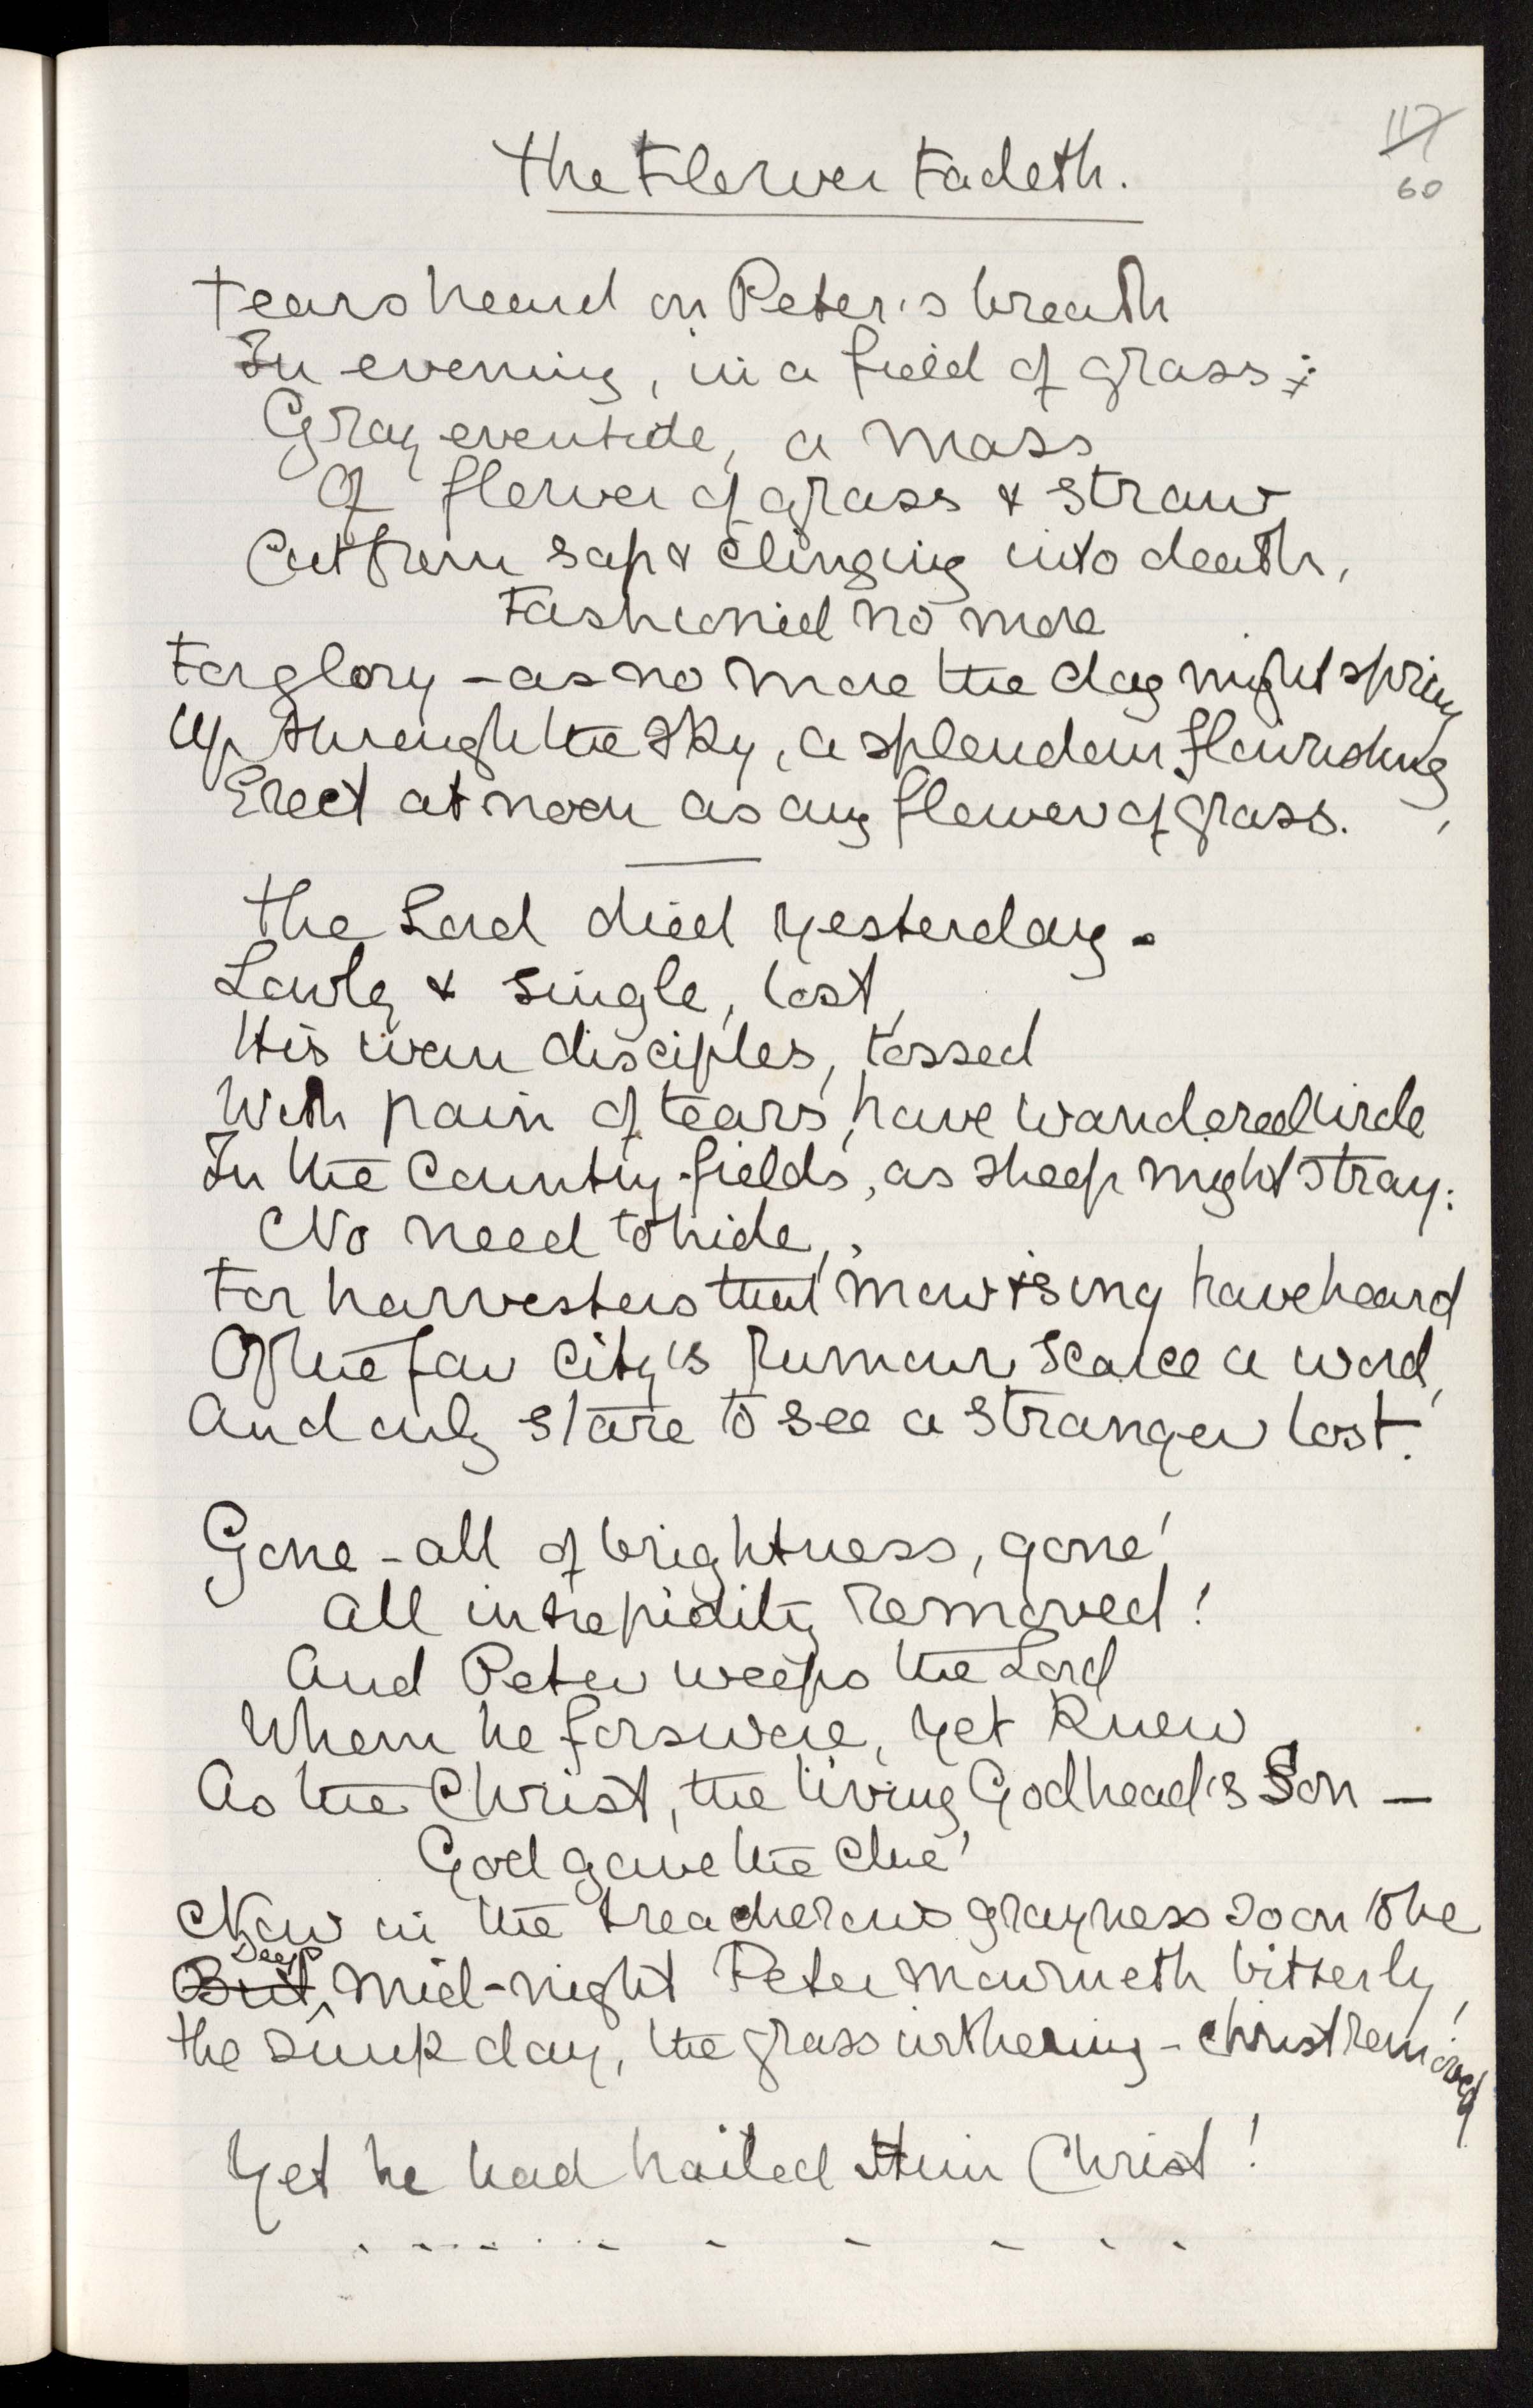 117
60
The Flower Fadeth.
Tears heard on Peter's breath
In evening, in a field of grass;
Gray eventide, a mass
Of flower of grass & straw
Cut from sap & clinging into death,
Fashioned no more
For glory - as no more the day might spring
Up through the sky, a splendour flourishing,
Erect at noon as any flower of grass.
The Lord died yesterday.
Lowly & single, lost,
His wan disciples, tossed
With pain of tears, have wandered wide
In the country-fields, as sheep might stray:
No need to hide,
For harvesters that mow & sing have heard
Of the far city's rumour scarce a word,
And only stare to see a stranger lost.
Gone - all of brightness, gone!
All intrepidity removed!
And Peter weeps the Lord
Whom he forswore, yet knew
As the Christ, the living Godhead's Son —
God gave the clue!
Now in the treacherous grayness soon to be
Deep
But mid-night Peter mourneth bitterly,
The sunk day, the grass withering - Christ removed
Yet he had hailed Him Christ!